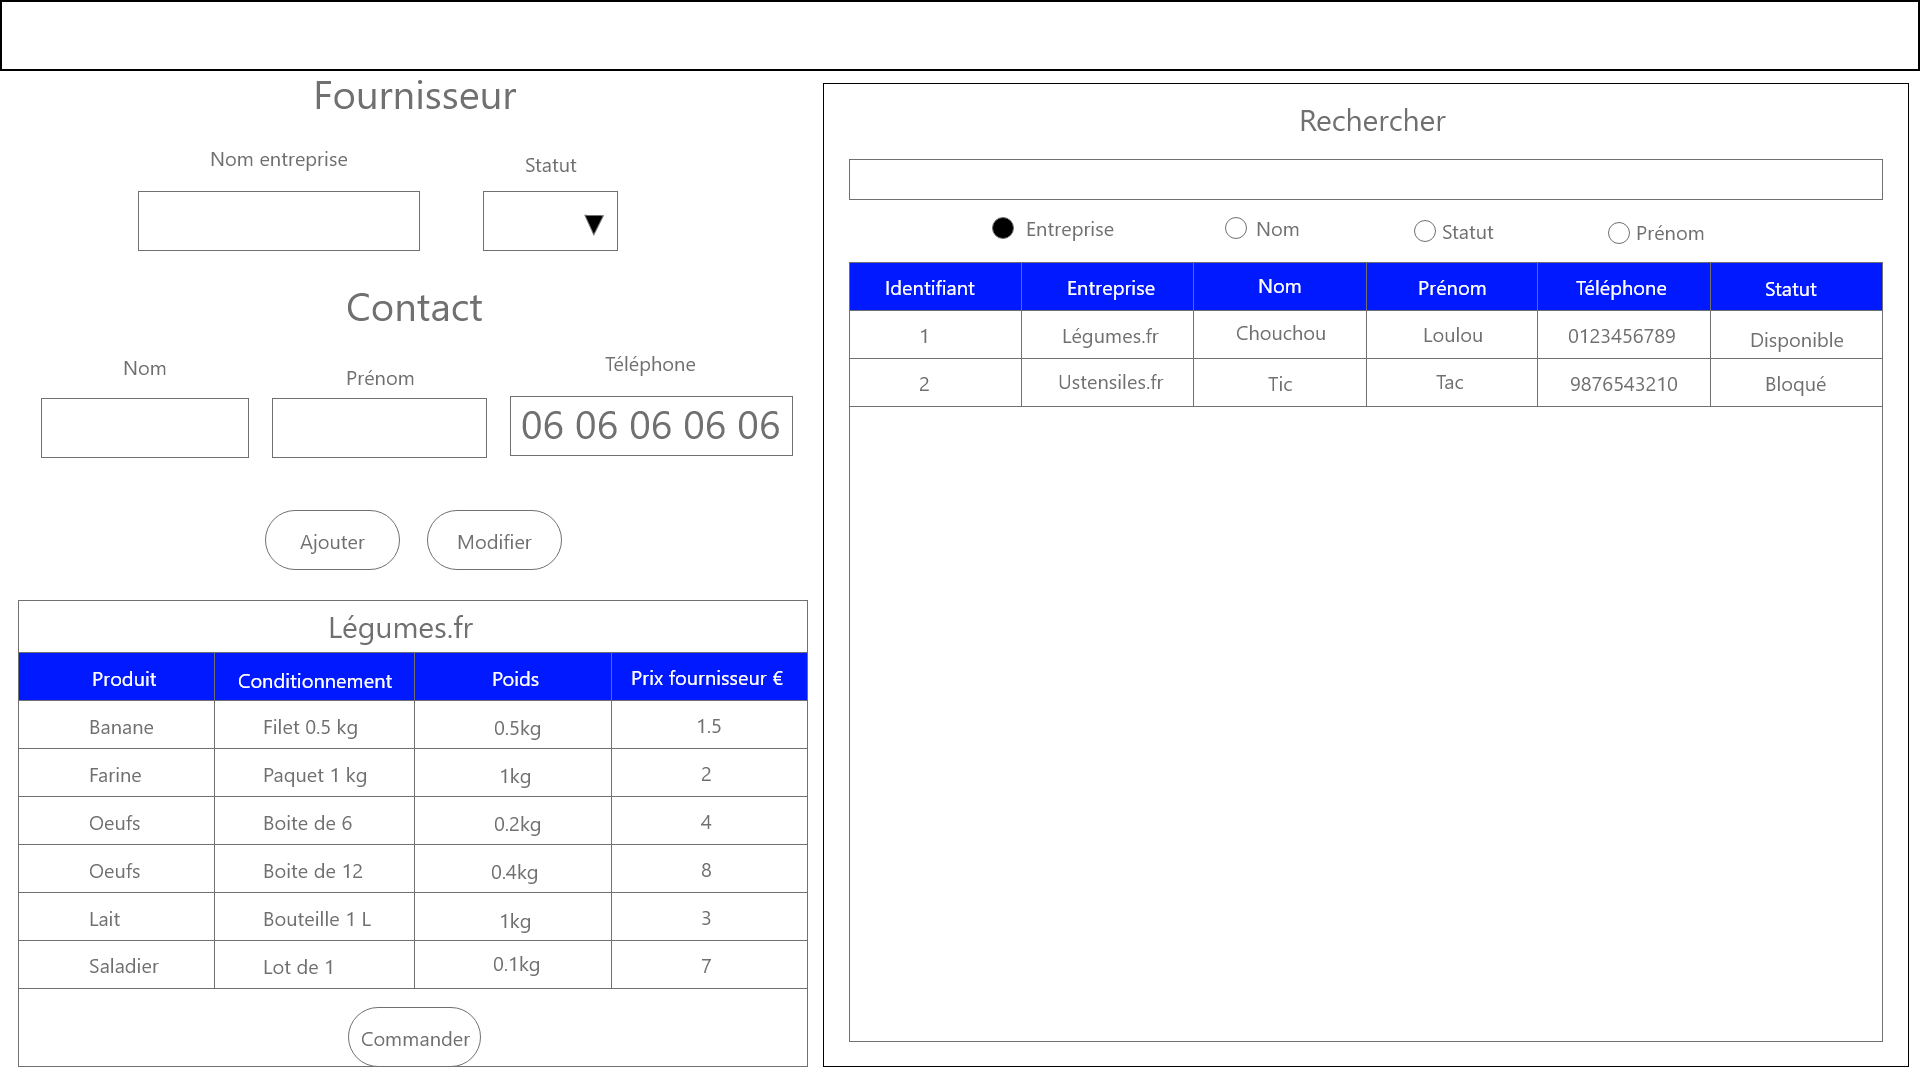 Fournisseur
Nom entreprise
Statut
▼
Contact
Nom
Prénom
Téléphone
06 06 06 06 06
Ajouter
Modifier
Légumes.fr
Produit Conditionnement Poids Prix fournisseur €
Banane Filet 0.5 kg 0.5kg 1.5
Farine Paquet 1 kg 1kg 2
Oeufs Boite de 6 0.2kg 4
Oeufs Boite de 12 0.4kg 8
Lait Bouteille 1 L 1kg 3
Saladier Lot de 1 0.1kg 7
Commander
Rechercher
Entreprise Nom Statut Prénom
Identifiant Entreprise Nom Prénom Téléphone Statut
1 Légumes.fr Chouchou Loulou 0123456789 Disponible
2 Ustensiles.fr Tic Tac 9876543210 Bloqué